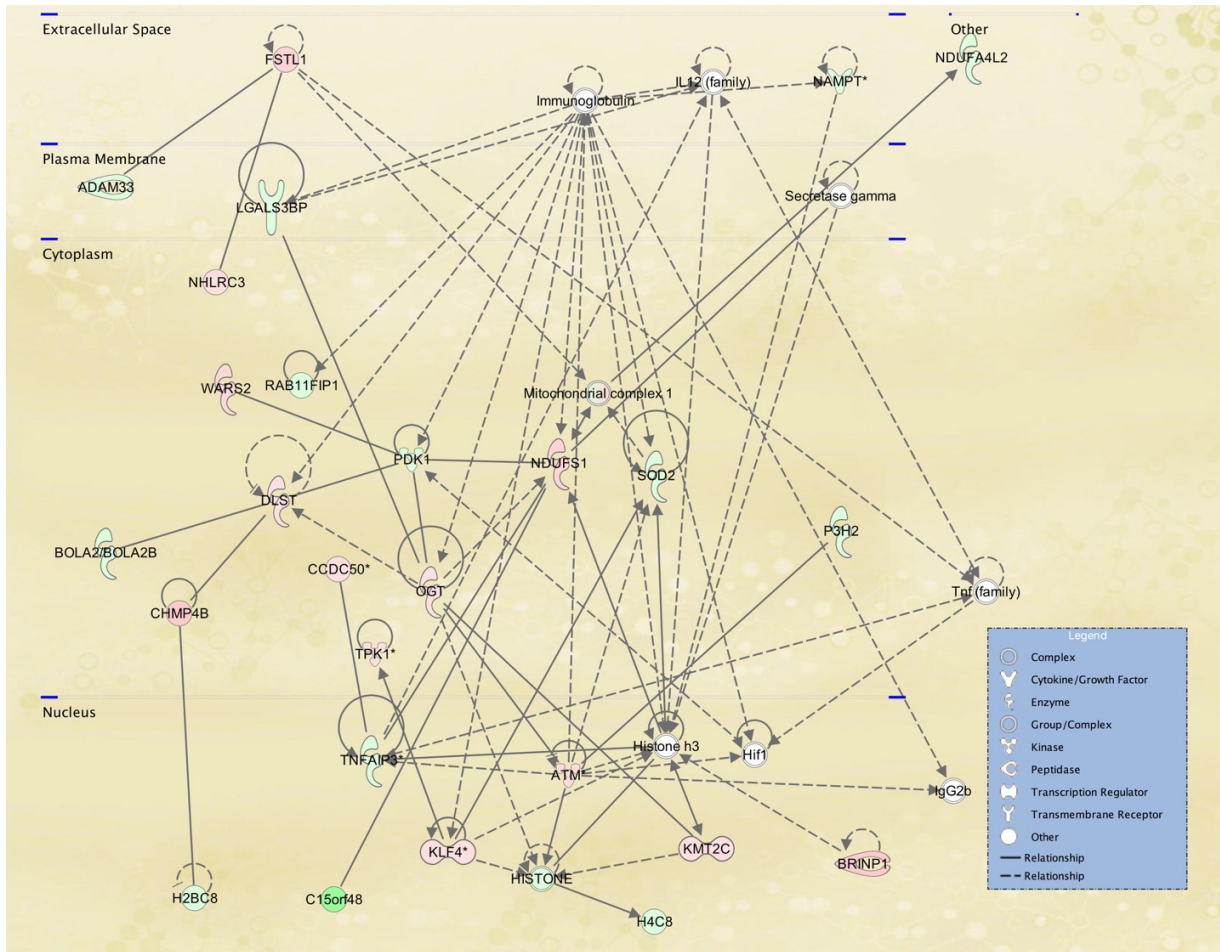 Extracellular Space
Other
FSTL1
NDUFA4L2
IL12 (family)
NAMPT*
Immunoglobulin
Plasma Membrane
ADAM33
LGALS3BP
Secretase gamma
Cytoplasm
NHLRC3
WARS2
RAB11FIP1
Mitochondrial complex 1
PDK1
NDUFS1
SOD2
DLST
P3H2
BOLA2/BOLA2B
CCDC50*
OGT
Tnf (family)
CHMP4B
TPK1*
Nucleus
TNFAIP3*
Histone h3
Hif1
ATM*
IgG2b
KLF4*
KMT2C
BRINP1
HISTONE
H2BC8
C15orf48
H4C8
Legend
Complex
Cytokine/Growth Factor
Enzyme
Group/Complex
Kinase
Peptidase
Transcription Regulator
Transmembrane Receptor
Other
Relationship
Relationship